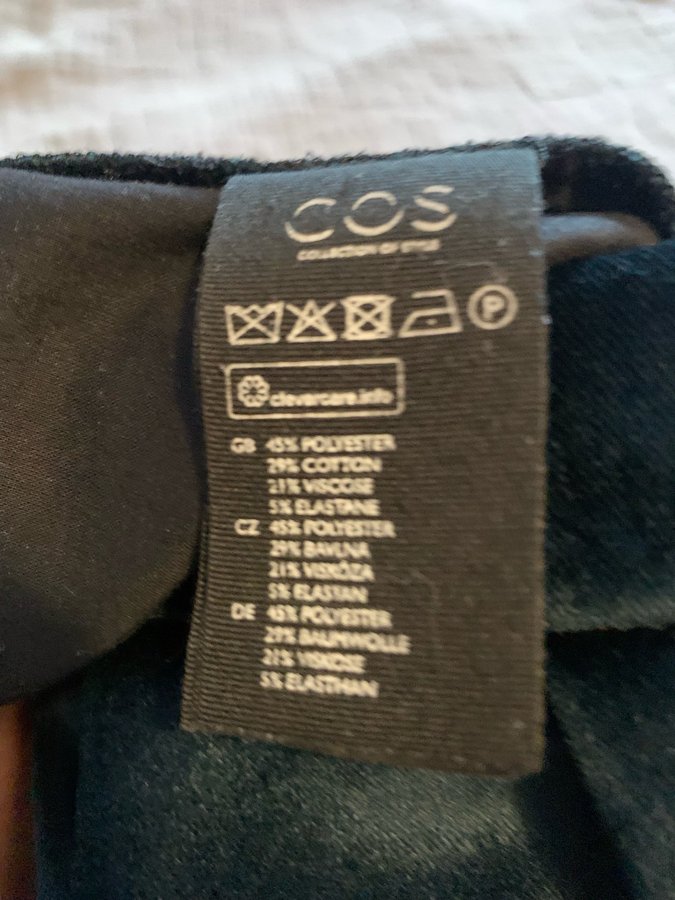 COS
COLLECTION OF STYLE
P
clevercare.info
GB 45% POLYESTER
29% COTTON
21% VISCOSE
5% ELASTANE
CZ 45% POLYESTER
29% BAVLNA
21% VISKÓZA
5% ELASTAN
DE 45% POLYESTER
29% BAUMWOLLE
21% VISKOSE
5% ELASTHAN